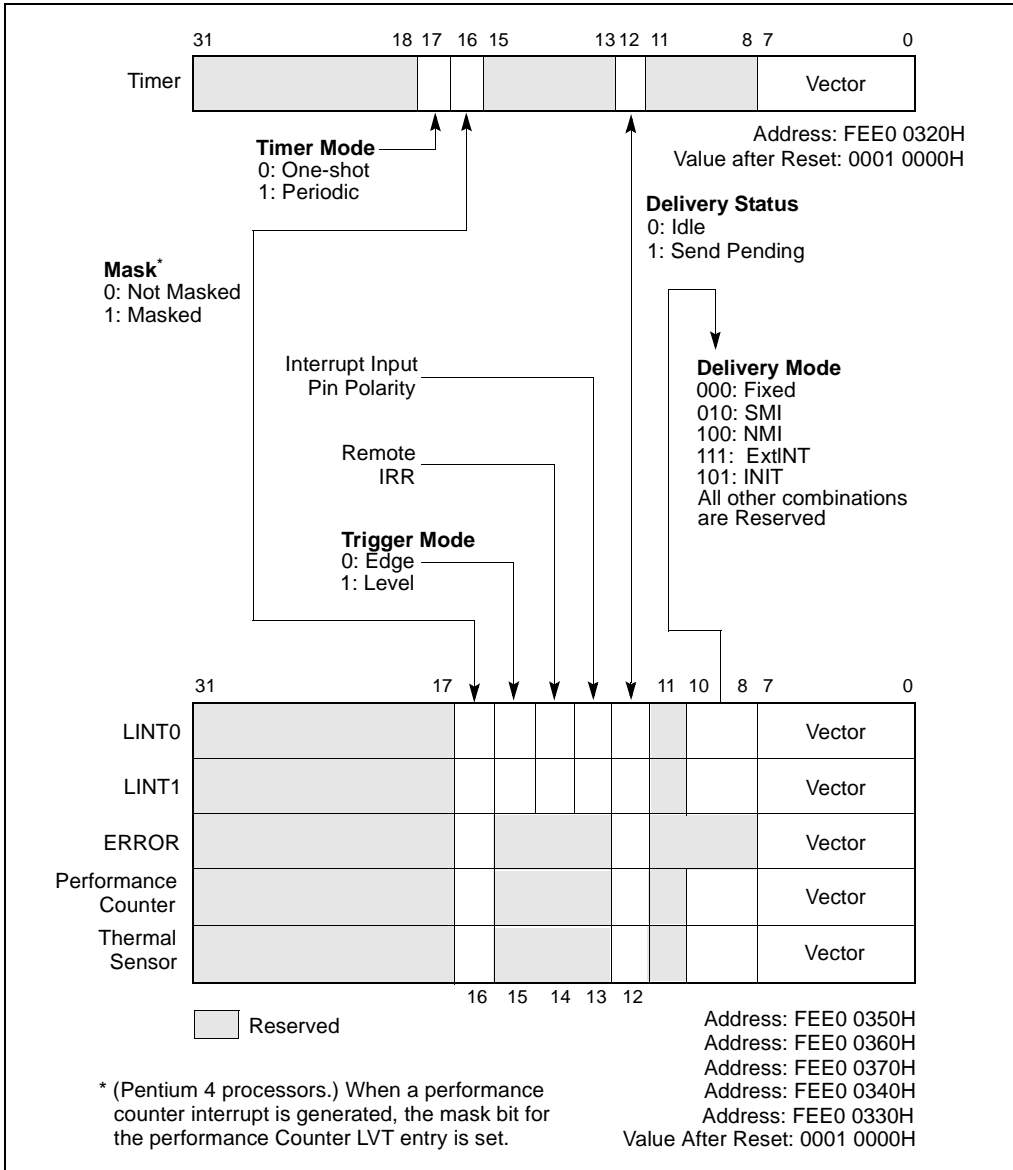 31 18 17 16 15 13 12 11 8 7 0
Timer Vector
Address: FEE0 0320H
Value after Reset: 0001 0000H
Timer Mode
0: One-shot
1: Periodic
Delivery Status
0: Idle
1: Send Pending
Mask*
0: Not Masked
1: Masked
Interrupt Input
Pin Polarity
Delivery Mode
000: Fixed
010: SMI
100: NMI
111: ExtINT
101: INIT
All other combinations
are Reserved
Remote
IRR
Trigger Mode
0: Edge
1: Level
31 17 11 10 8 7 0
LINT0 Vector
LINT1 Vector
ERROR Vector
Performance
Counter Vector
Thermal
Sensor Vector
16 15 14 13 12
Reserved
Address: FEE0 0350H
Address: FEE0 0360H
Address: FEE0 0370H
Address: FEE0 0340H
Address: FEE0 0330H
Value After Reset: 0001 0000H
* (Pentium 4 processors.) When a performance
counter interrupt is generated, the mask bit for
the performance Counter LVT entry is set.